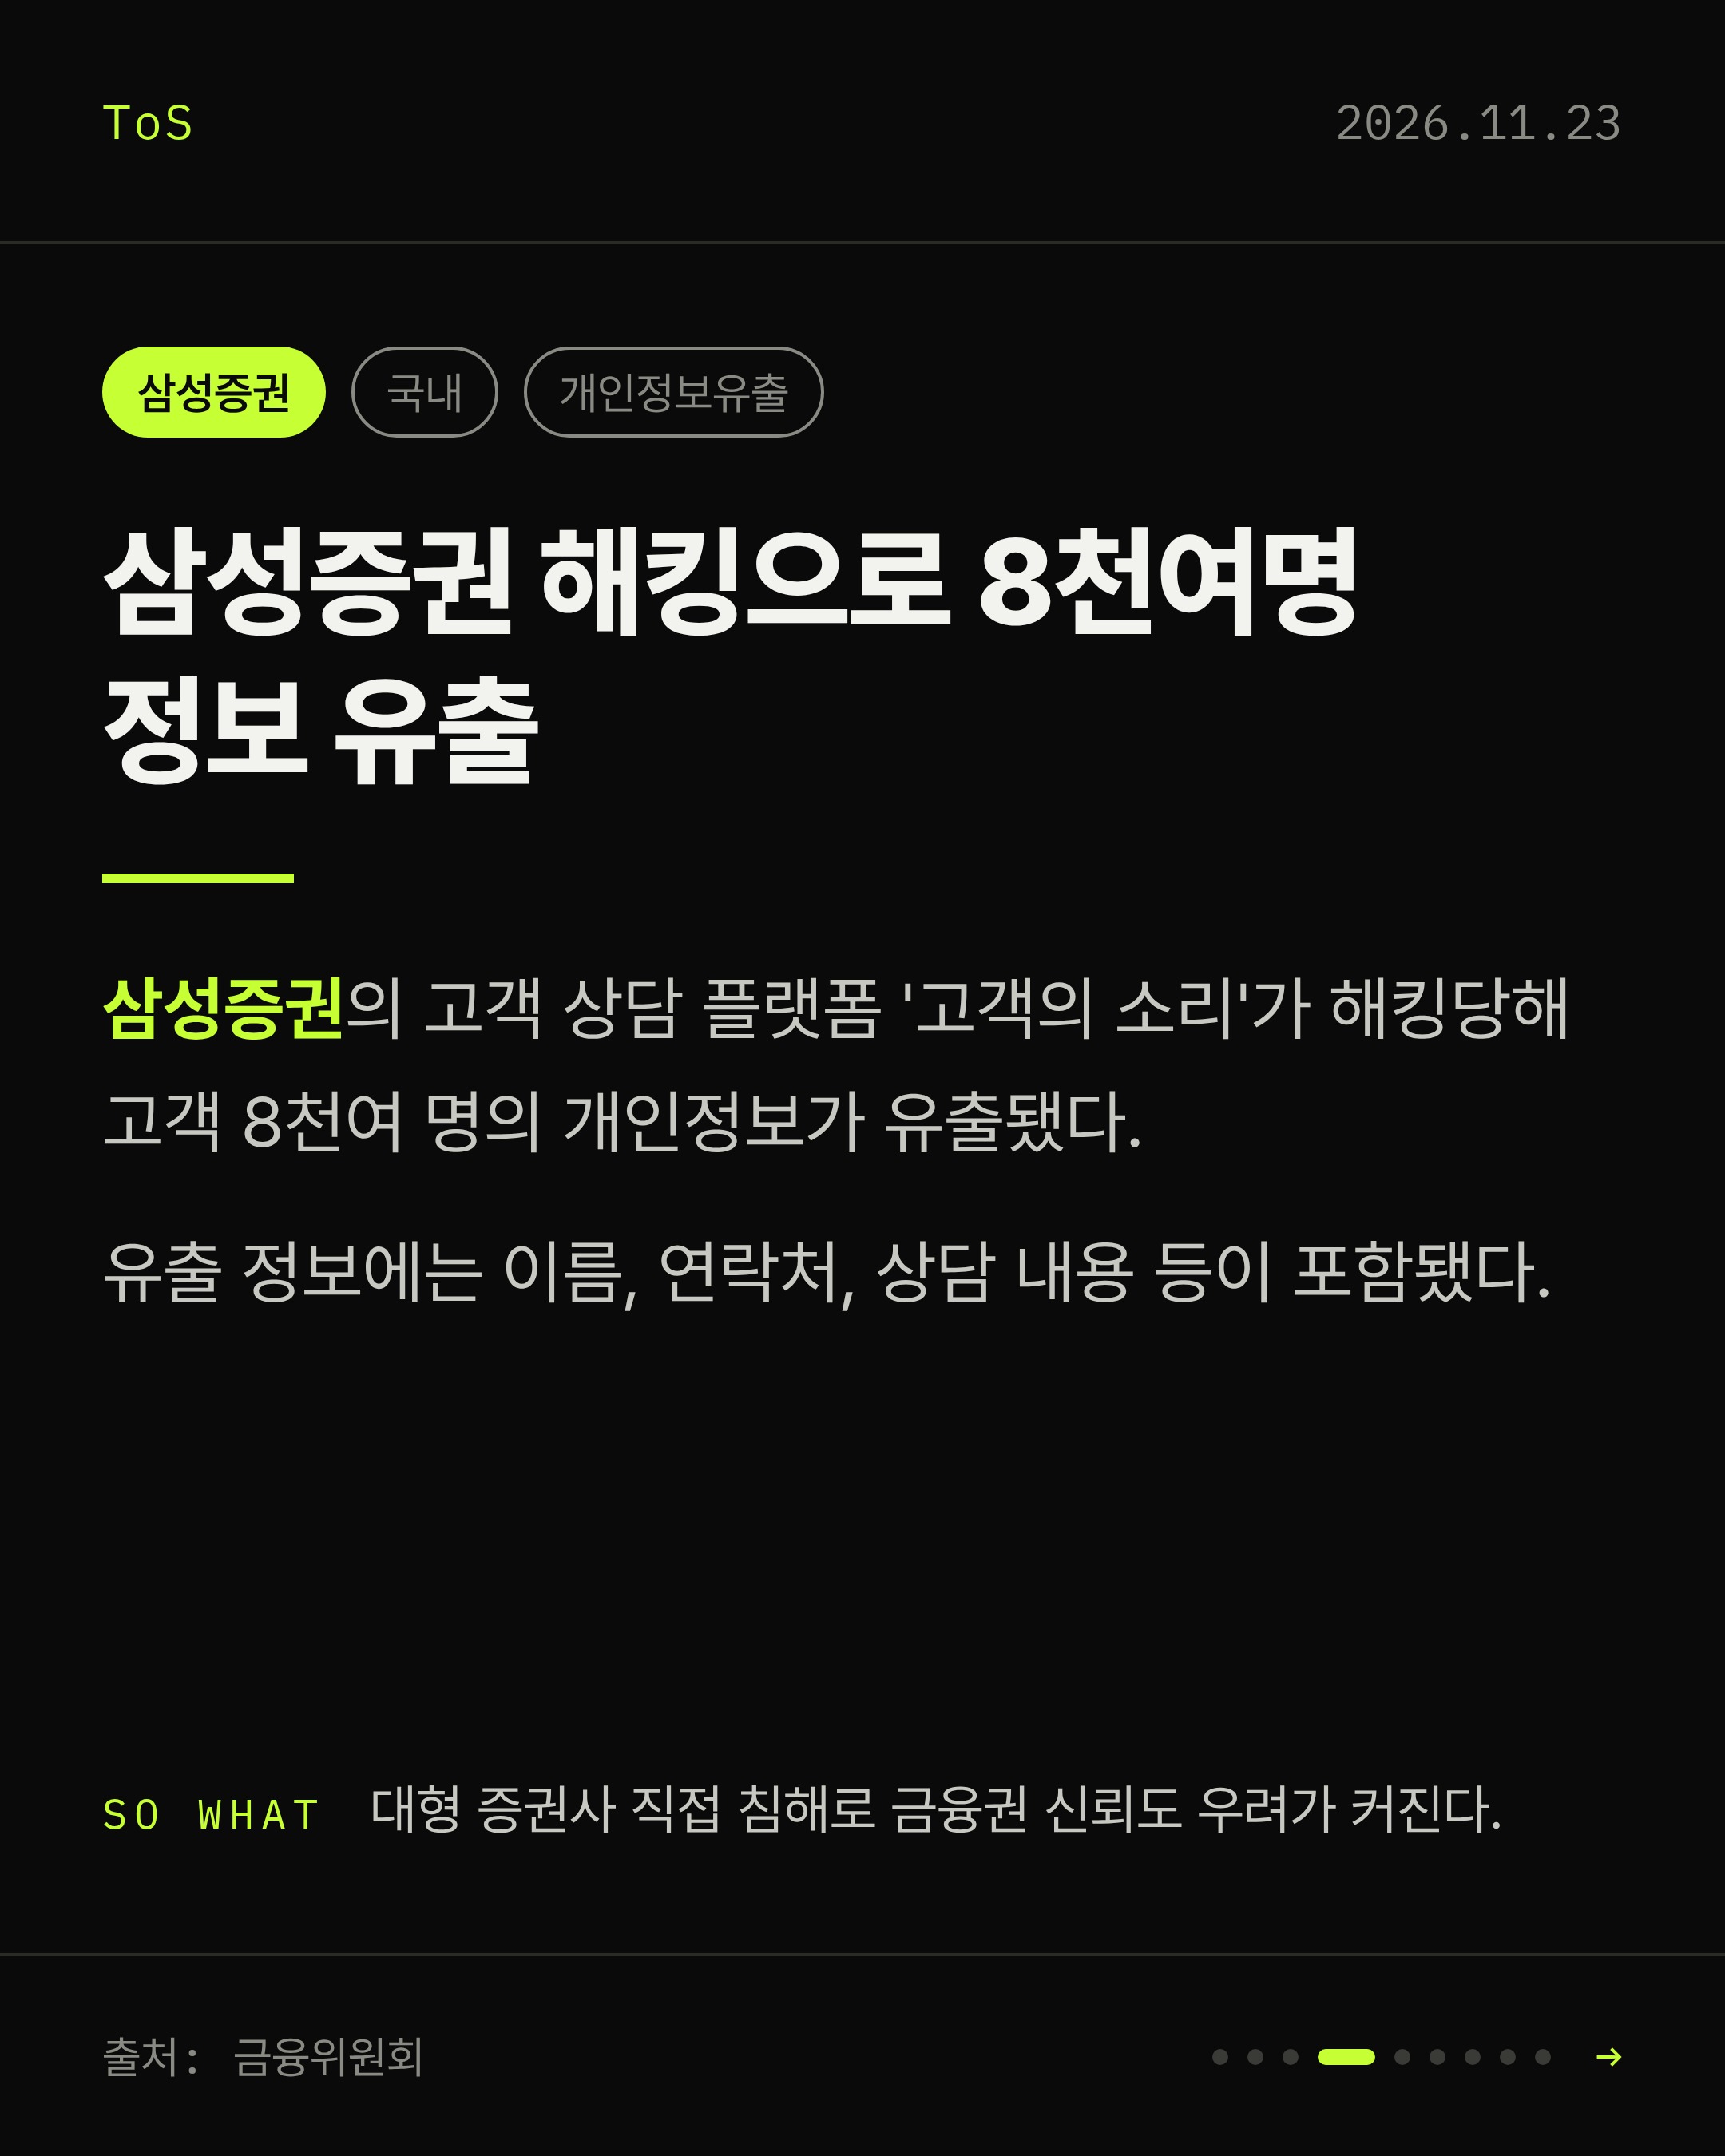 ToS
2026.11.23
삼성증권 국내 개인정보유출
삼성증권 해킹으로 8천여명
정보 유출
삼성증권의 고객 상담 플랫폼 '고객의 소리'가 해킹당해
고객 8천여 명의 개인정보가 유출됐다.
유출 정보에는 이름, 연락처, 상담 내용 등이 포함됐다.
SO WHAT 대형 증권사 직접 침해로 금융권 신뢰도 우려가 커진다.
출처: 금융위원회
→